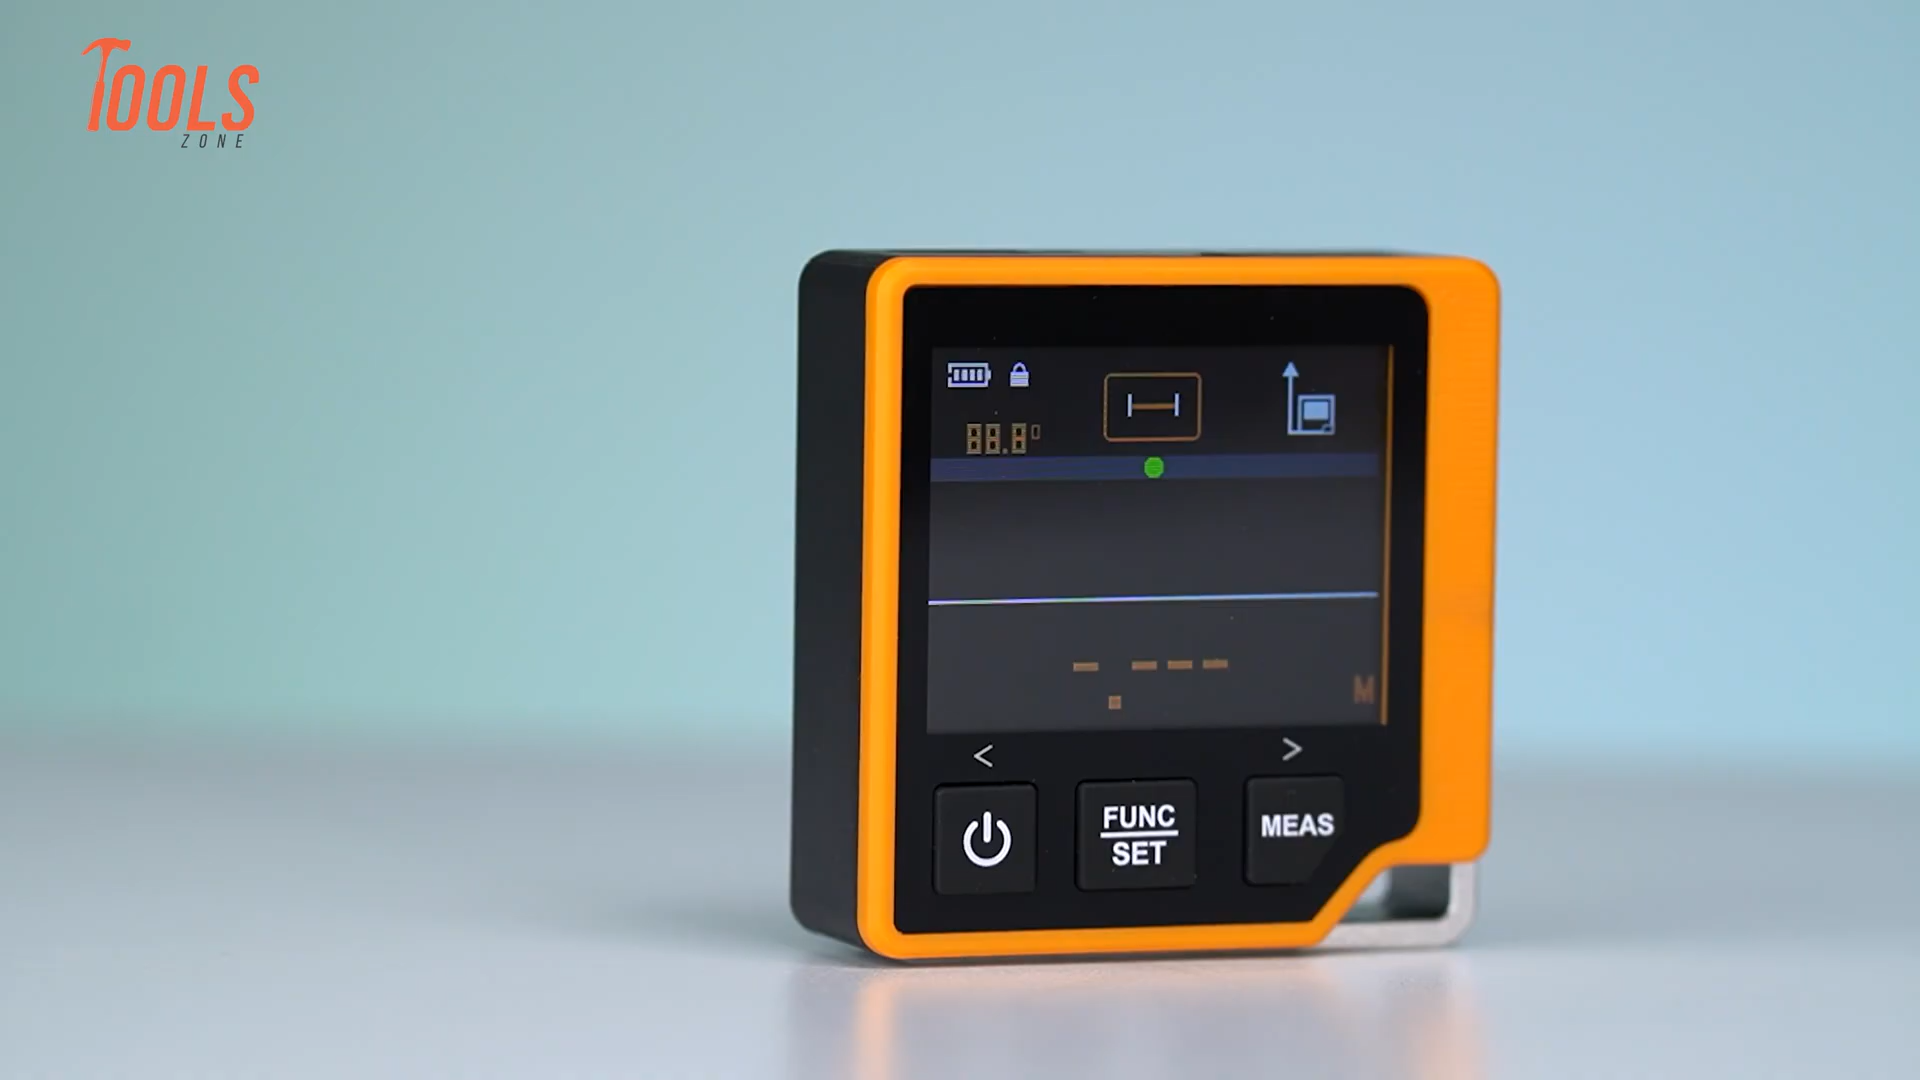 TOOLS
ZONE
88.8°
-.---
M
< >
FUNC
SET
MEAS